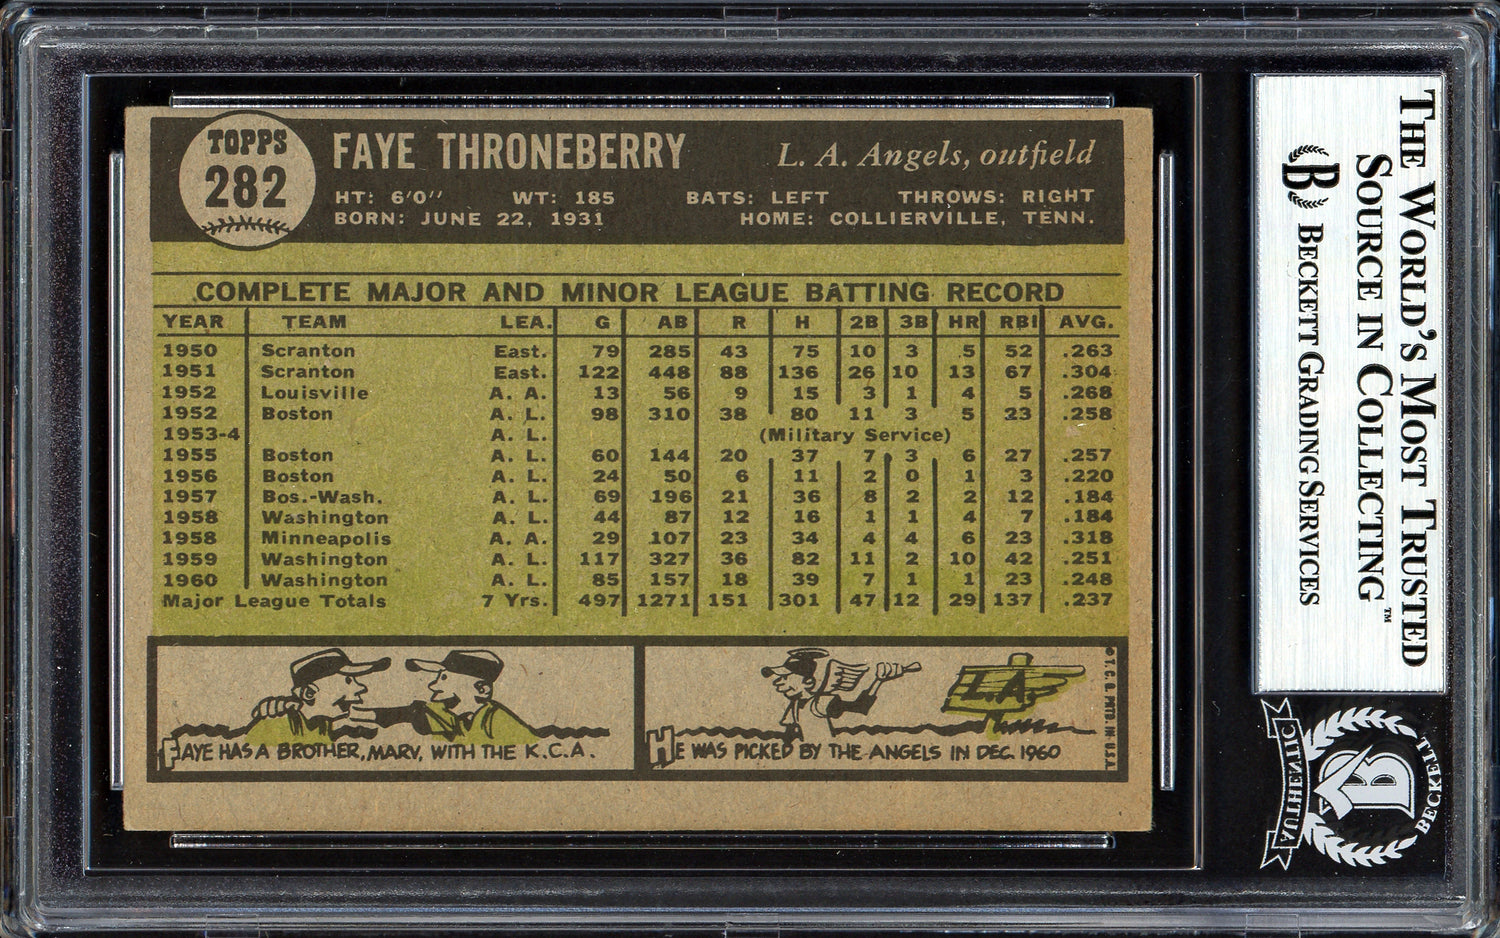 TOPPS
282
FAYE THRONEBERRY
L. A. Angels, outfield
HT: 6'0" WT: 185 BATS: LEFT THROWS: RIGHT
BORN: JUNE 22, 1931 HOME: COLLIERVILLE, TENN.
COMPLETE MAJOR AND MINOR LEAGUE BATTING RECORD
YEAR TEAM LEA. G AB R H 2B 3B HR RBI AVG.
1950 Scranton East. 79 285 43 75 10 3 5 52 .263
1951 Scranton East. 122 448 88 136 26 10 13 67 .304
1952 Louisville A. A. 13 56 9 15 3 1 4 5 .268
1952 Boston A. L. 98 310 38 80 11 3 5 23 .258
1953-4 A. L. (Military Service)
1955 Boston A. L. 60 144 20 37 7 3 6 27 .257
1956 Boston A. L. 24 50 6 11 2 0 1 3 .220
1957 Bos.-Wash. A. L. 69 196 21 36 8 2 2 12 .184
1958 Washington A. L. 44 87 12 16 1 1 4 7 .184
1958 Minneapolis A. A. 29 107 23 34 4 4 6 23 .318
1959 Washington A. L. 117 327 36 82 11 2 10 42 .251
1960 Washington A. L. 85 157 18 39 7 1 1 23 .248
Major League Totals 7 Yrs. 497 1271 151 301 47 12 29 137 .237
FAYE HAS A BROTHER, MARV, WITH THE K.C.A.
LA
HE WAS PICKED BY THE ANGELS IN DEC. 1960
© T. C. G. PRTD. IN U.S.A.
THE WORLD'S MOST TRUSTED
SOURCE IN COLLECTING™
B BECKETT GRADING SERVICES
AUTHENTIC
B
BECKETT